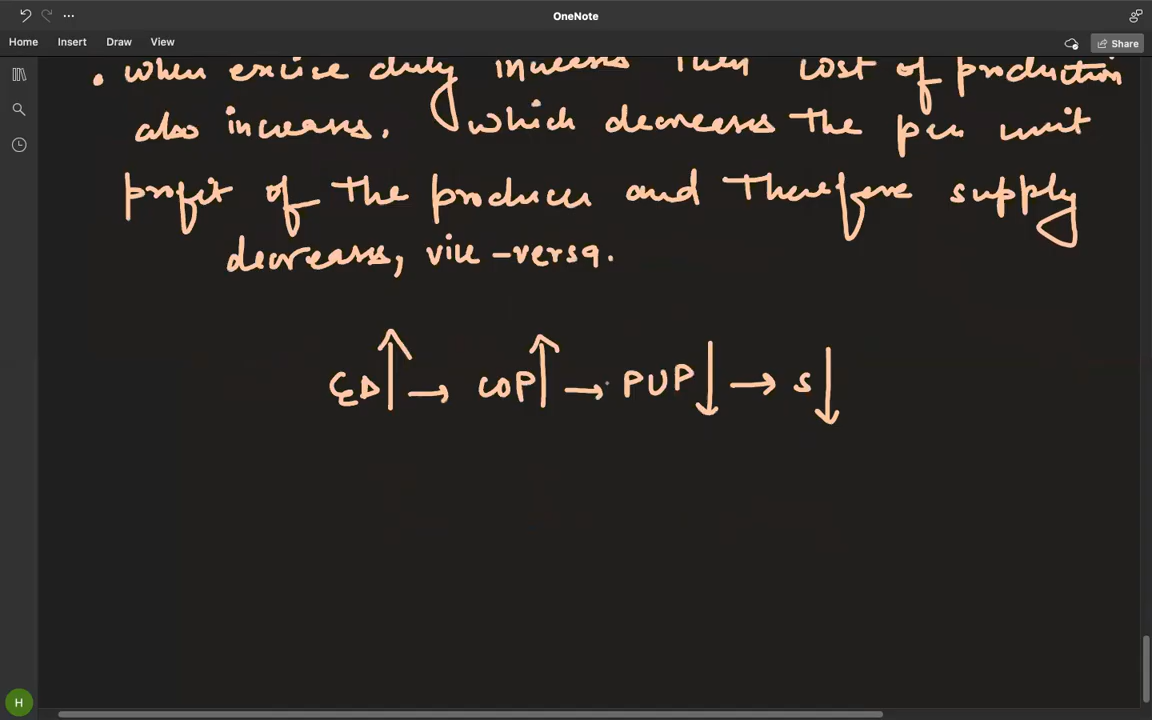 OneNote
Home Insert Draw View Share
• when excise duty increases then cost of production
also increases. which decreases the per unit
profit of the producer and Therefore supply
decreases, vice-versa.
ED↑ → COP↑ → PUP↓ → S↓
H